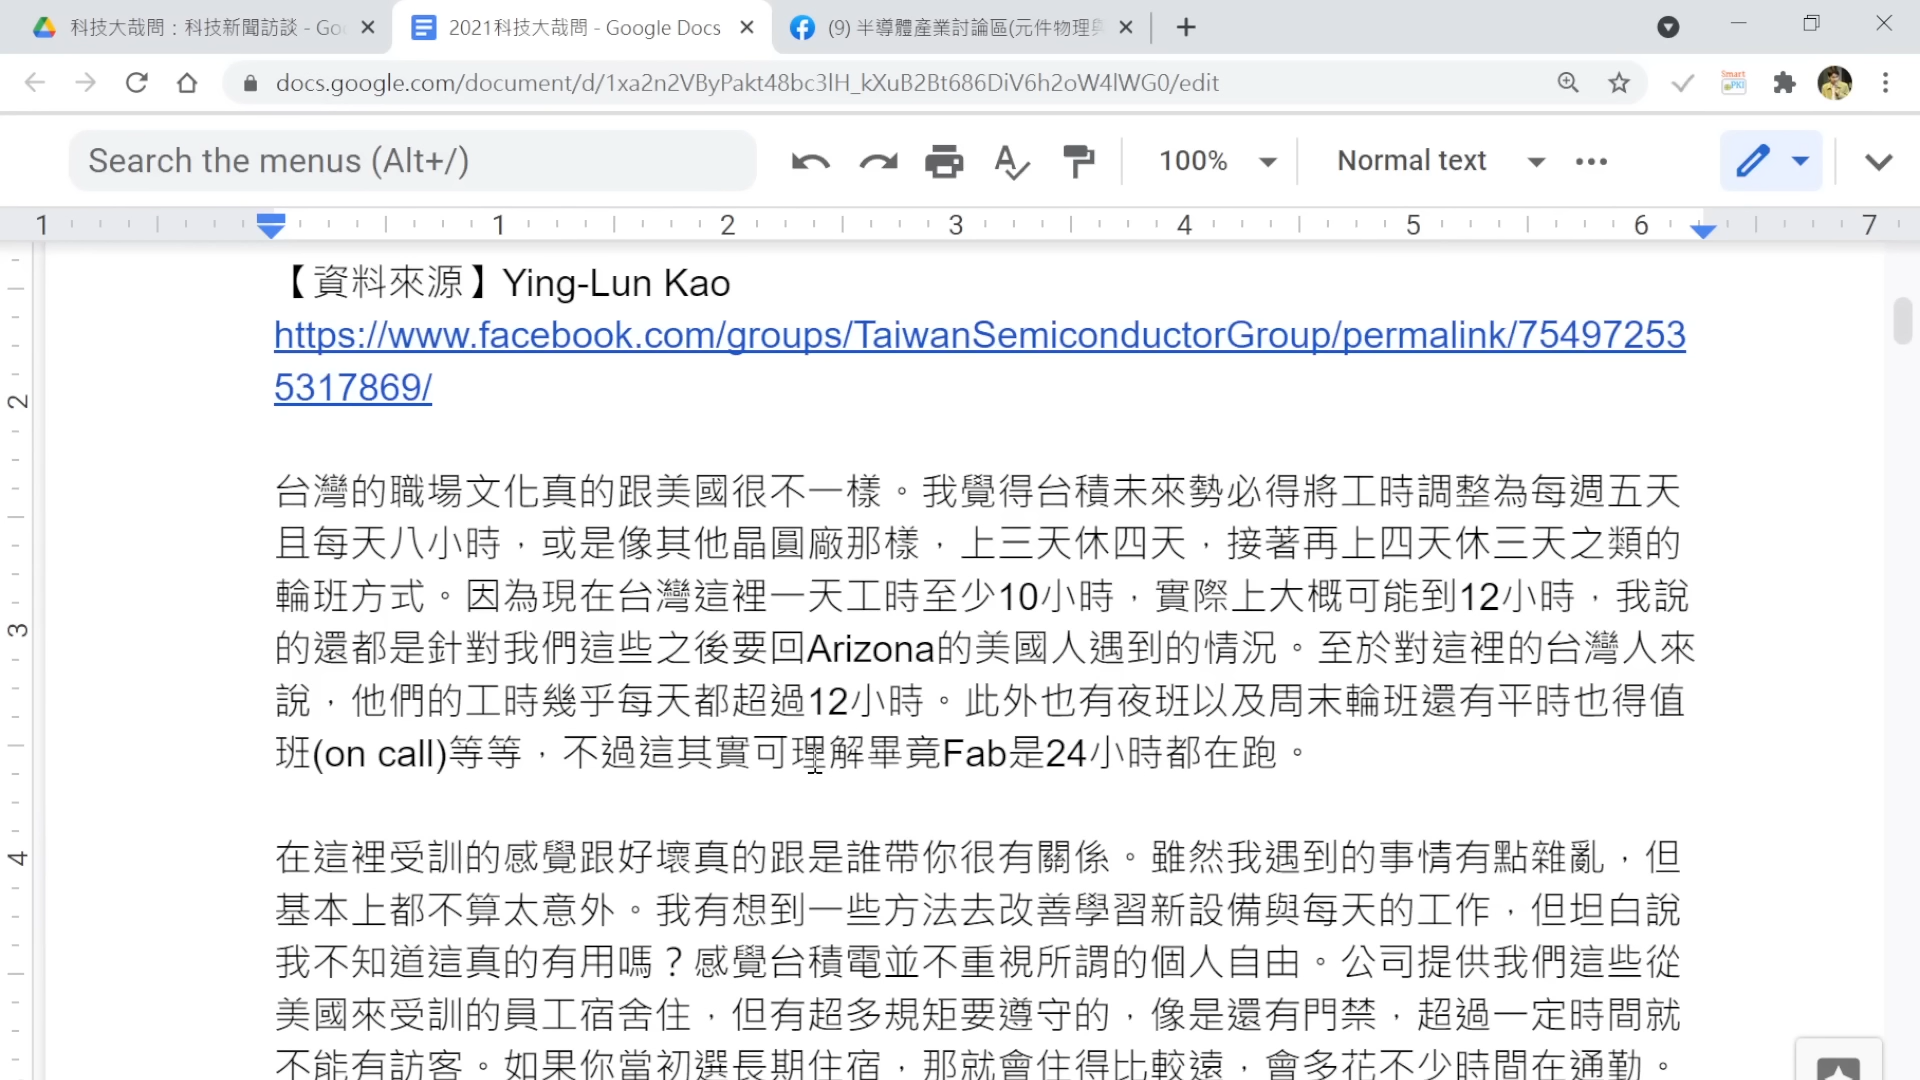 科技大哉問：科技新聞訪談 - Goo
2021科技大哉問 - Google Docs
(9) 半導體產業討論區(元件物理與
docs.google.com/document/d/1xa2n2VByPakt48bc3lH_kXuB2Bt686DiV6h2oW4lWG0/edit
Smart
PKI
Search the menus (Alt+/)
100%
Normal text
1 1 2 3 4 5 6 7
【資料來源】Ying-Lun Kao
https://www.facebook.com/groups/TaiwanSemiconductorGroup/permalink/75497253
5317869/
2
台灣的職場文化真的跟美國很不一樣。我覺得台積未來勢必得將工時調整為每週五天
且每天八小時，或是像其他晶圓廠那樣，上三天休四天，接著再上四天休三天之類的
輪班方式。因為現在台灣這裡一天工時至少10小時，實際上大概可能到12小時，我說
3
的還都是針對我們這些之後要回Arizona的美國人遇到的情況。至於對這裡的台灣人來
說，他們的工時幾乎每天都超過12小時。此外也有夜班以及周末輪班還有平時也得值
班(on call)等等，不過這其實可理解畢竟Fab是24小時都在跑。
4
在這裡受訓的感覺跟好壞真的跟是誰帶你很有關係。雖然我遇到的事情有點雜亂，但
基本上都不算太意外。我有想到一些方法去改善學習新設備與每天的工作，但坦白說
我不知道這真的有用嗎？感覺台積電並不重視所謂的個人自由。公司提供我們這些從
美國來受訓的員工宿舍住，但有超多規矩要遵守的，像是還有門禁，超過一定時間就
不能有訪客。如果你當初選長期住宿，那就會住得比較遠，會多花不少時間在通勤。